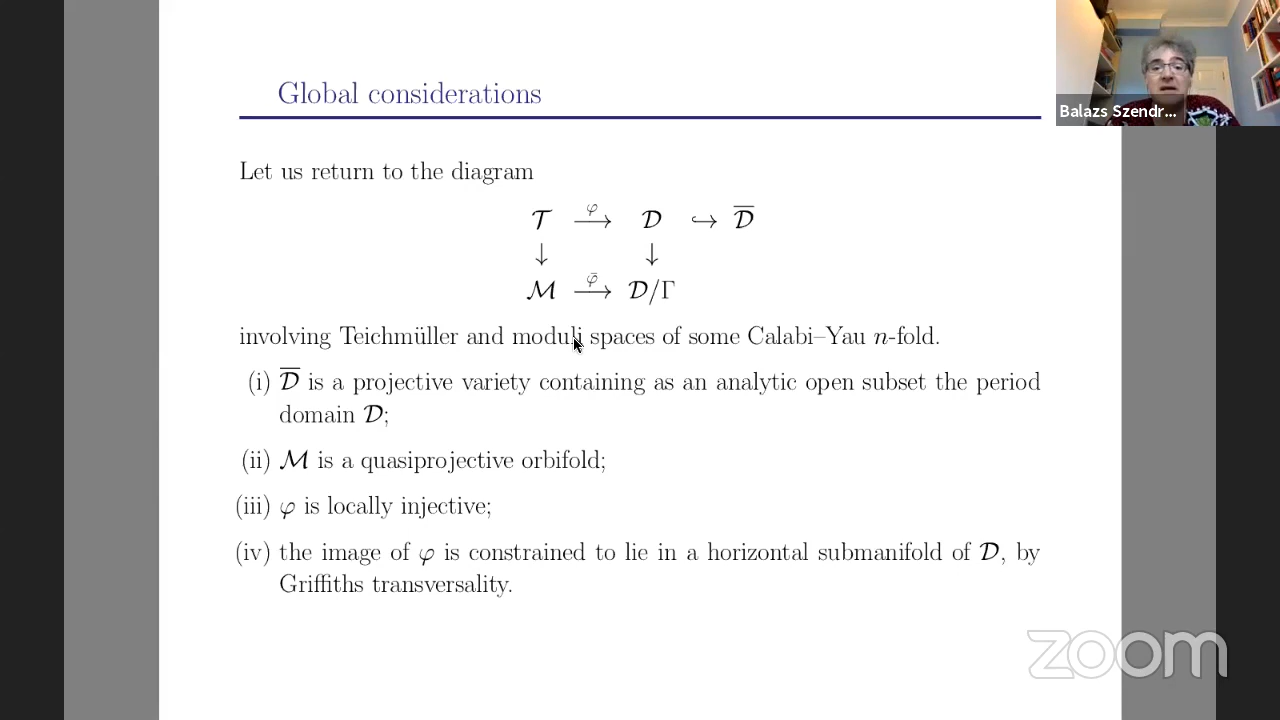 Global considerations
Balazs Szendr...
Let us return to the diagram
𝒯 —φ→ 𝒟 ↪ 𝒟̅
↓ ↓
ℳ —φ̄→ 𝒟/Γ
involving Teichmüller and moduli spaces of some Calabi–Yau n-fold.
(i) 𝒟̅ is a projective variety containing as an analytic open subset the period
domain 𝒟;
(ii) ℳ is a quasiprojective orbifold;
(iii) φ is locally injective;
(iv) the image of φ is constrained to lie in a horizontal submanifold of 𝒟, by
Griffiths transversality.
zoom